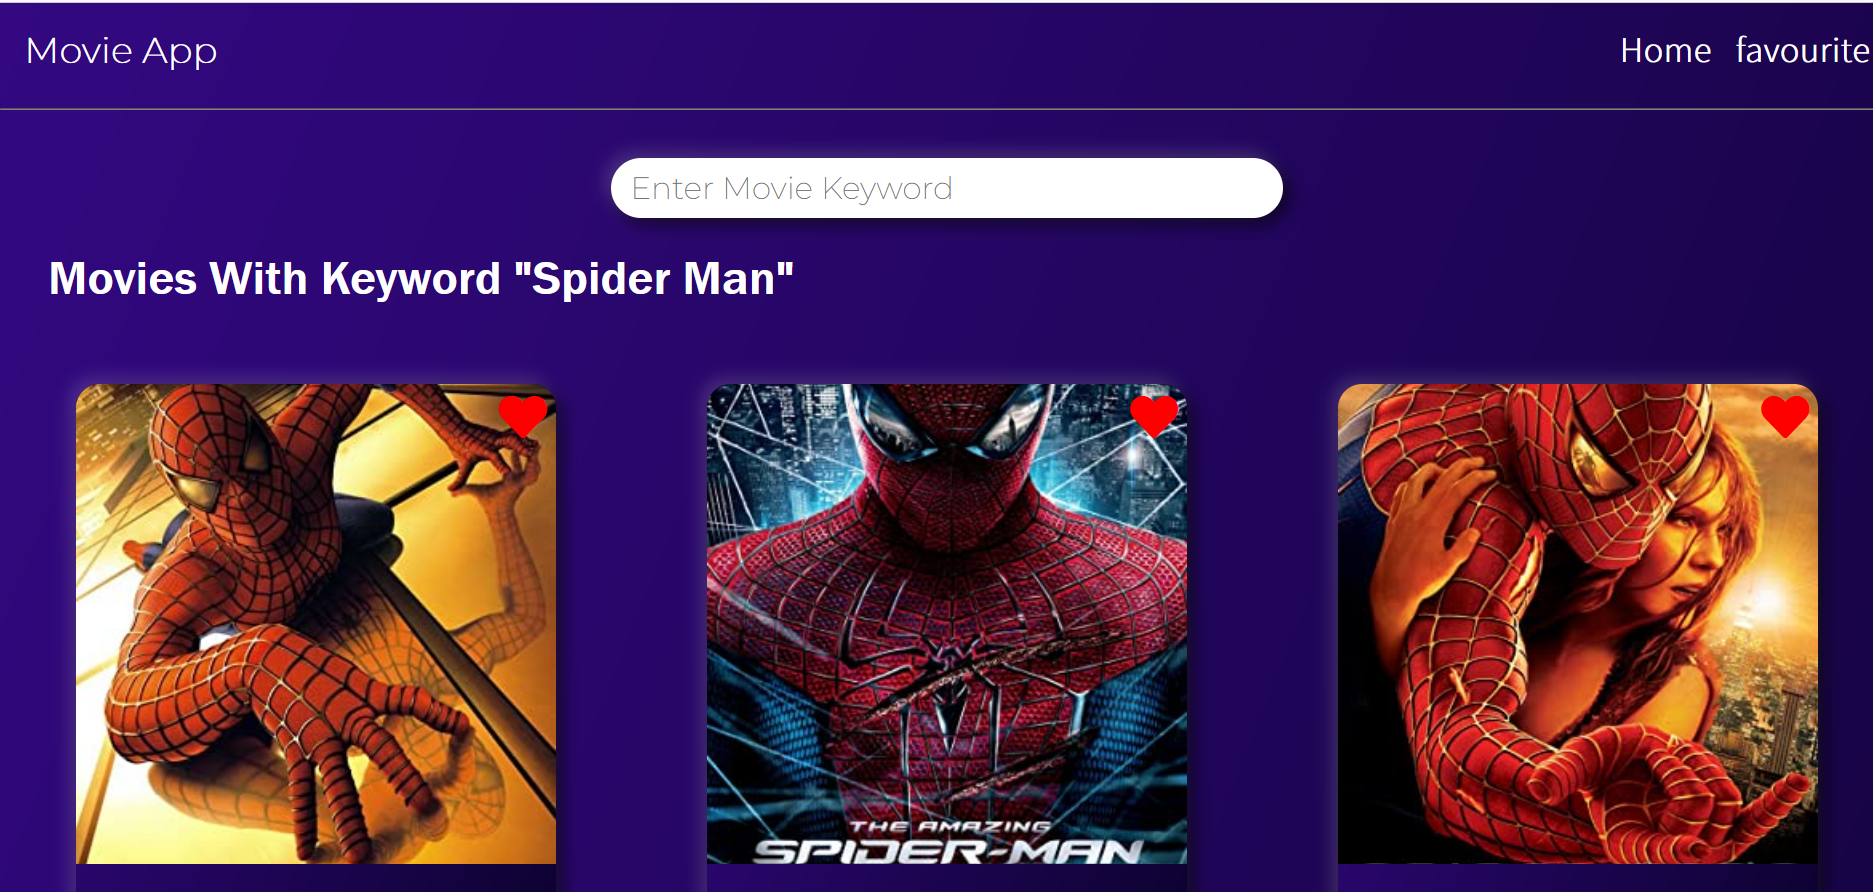 Movie App
Home favourite
Enter Movie Keyword
Movies With Keyword "Spider Man"
THE AMAZING
SPIDER-MAN